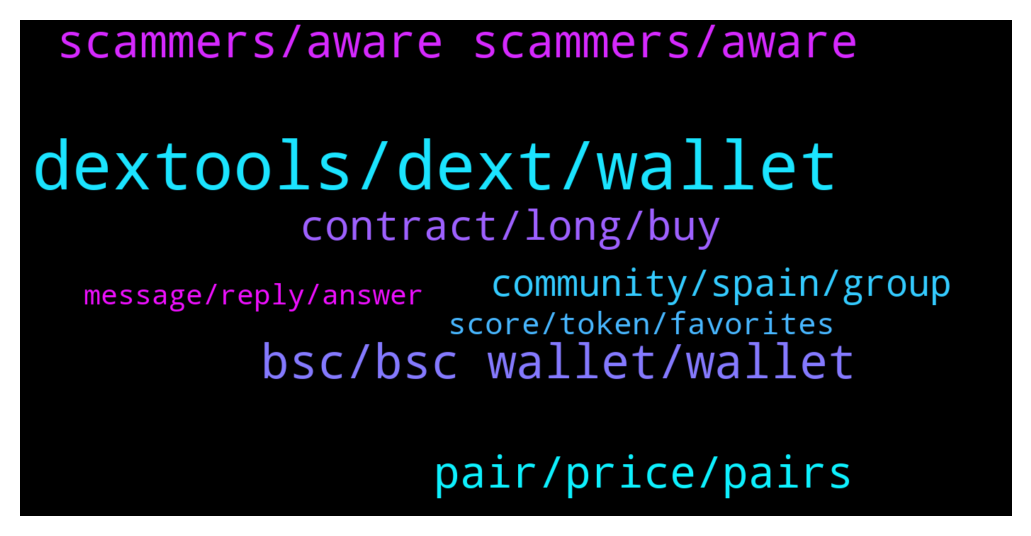 scammers/aware scammers/aware
dextools/dext/wallet
contract/long/buy
community/spain/group
message/reply/answer
score/token/favorites
bsc/bsc wallet/wallet
pair/price/pairs